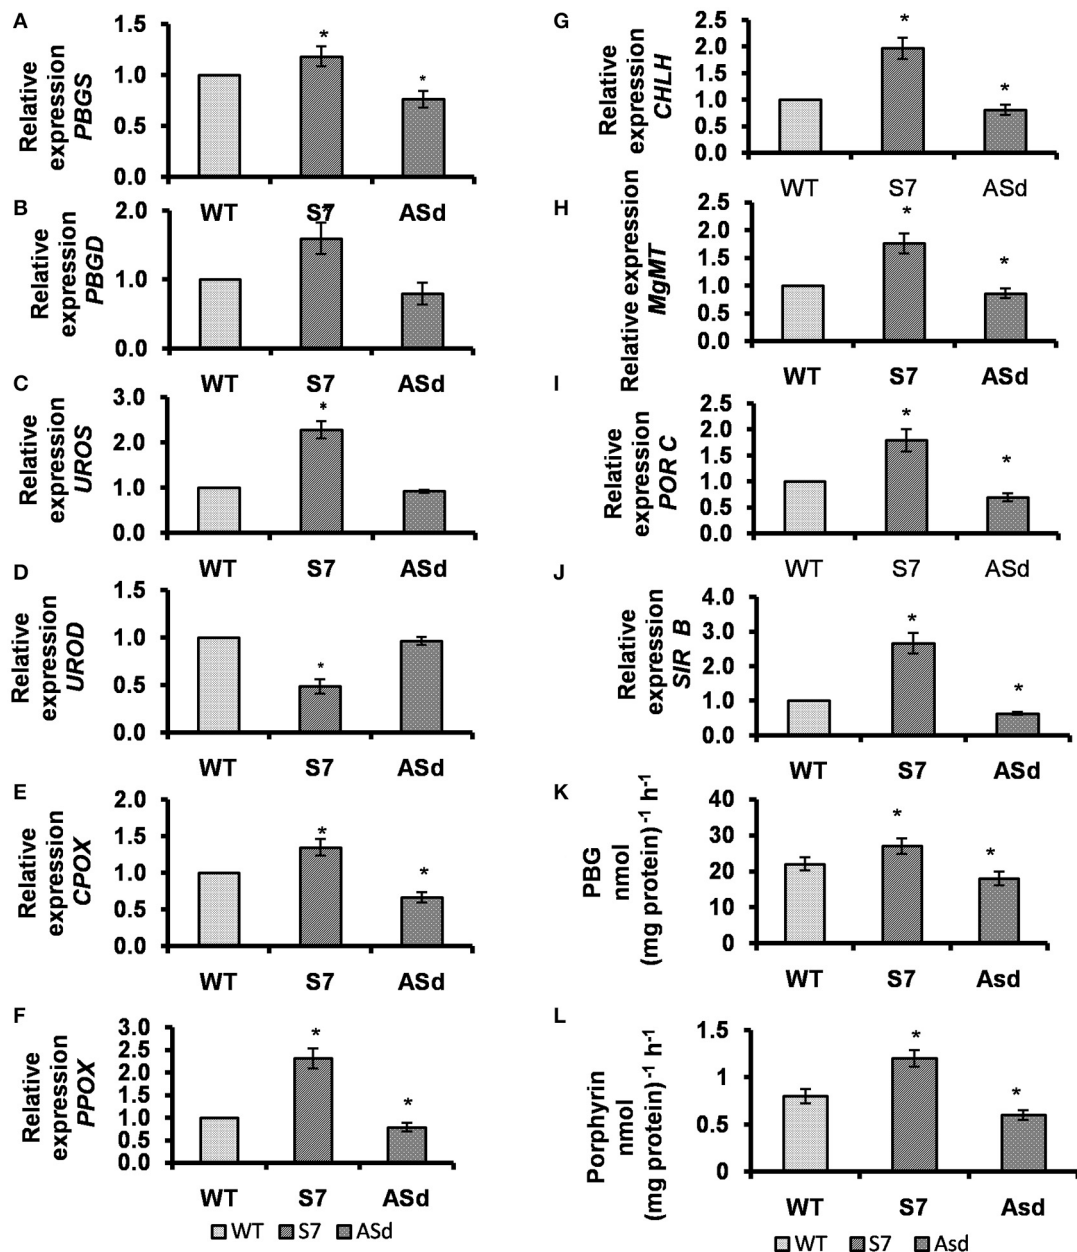 A
Relative
expression
PBGS
1.5
1.0
0.5
0.0
*
*
WT S7 ASd
B
Relative
expression
PBGD
2.0
1.0
0.0
*
WT S7 ASd
C
Relative
expression
UROS
3.0
2.0
1.0
0.0
*
WT S7 ASd
D
Relative
expression
UROD
1.5
1.0
0.5
0.0
*
WT S7 ASd
E
Relative
expression
CPOX
2.0
1.5
1.0
0.5
0.0
*
*
WT S7 ASd
F
Relative
expression
PPOX
3.0
2.5
2.0
1.5
1.0
0.5
0.0
*
*
WT S7 ASd
WT S7 ASd
G
Relative
expression
CHLH
2.5
2.0
1.5
1.0
0.5
0.0
*
*
WT S7 ASd
H
Relative expression
MgMT
2.5
2.0
1.5
1.0
0.5
0.0
*
*
WT S7 ASd
I
Relative
expression
POR C
2.5
2.0
1.5
1.0
0.5
0.0
*
*
WT S7 ASd
J
Relative
expression
SIR B
4.0
3.0
2.0
1.0
0.0
*
*
WT S7 ASd
K
PBG
nmol
(mg protein)⁻¹ h⁻¹
40
30
20
10
0
*
*
WT S7 Asd
L
Porphyrin
nmol
(mg protein)⁻¹ h⁻¹
1.5
1
0.5
0
*
*
WT S7 Asd
WT S7 Asd